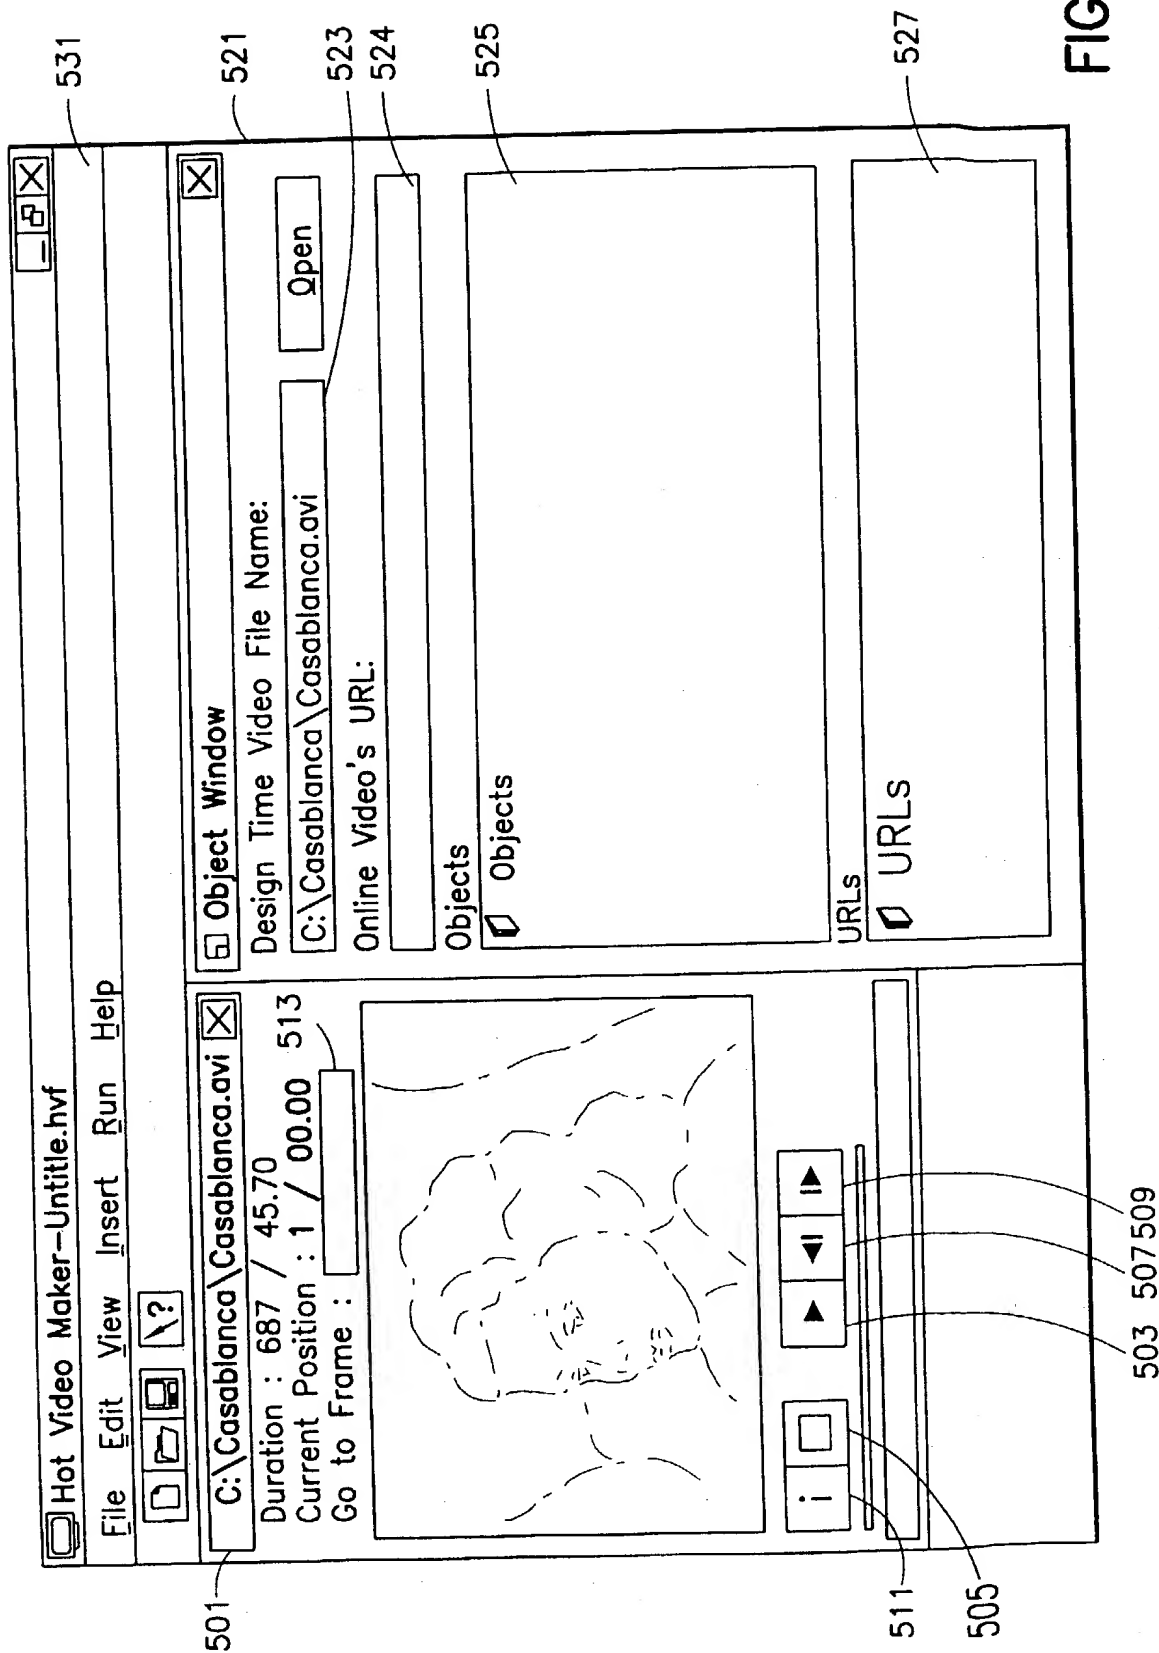 Hot Video Maker-Untitle.hvf
531
File Edit View Insert Run Help
?
521
501
C:\Casablanca\Casablanca.avi
Duration : 687 / 45.70
Current Position : 1 / 00.00
513
Go to Frame :
i
511
505
503
507
509
Object Window
Design Time Video File Name:
C:\Casablanca\Casablanca.avi
Open
523
Online Video's URL:
524
Objects
Objects
525
URLs
URLs
527
FIG